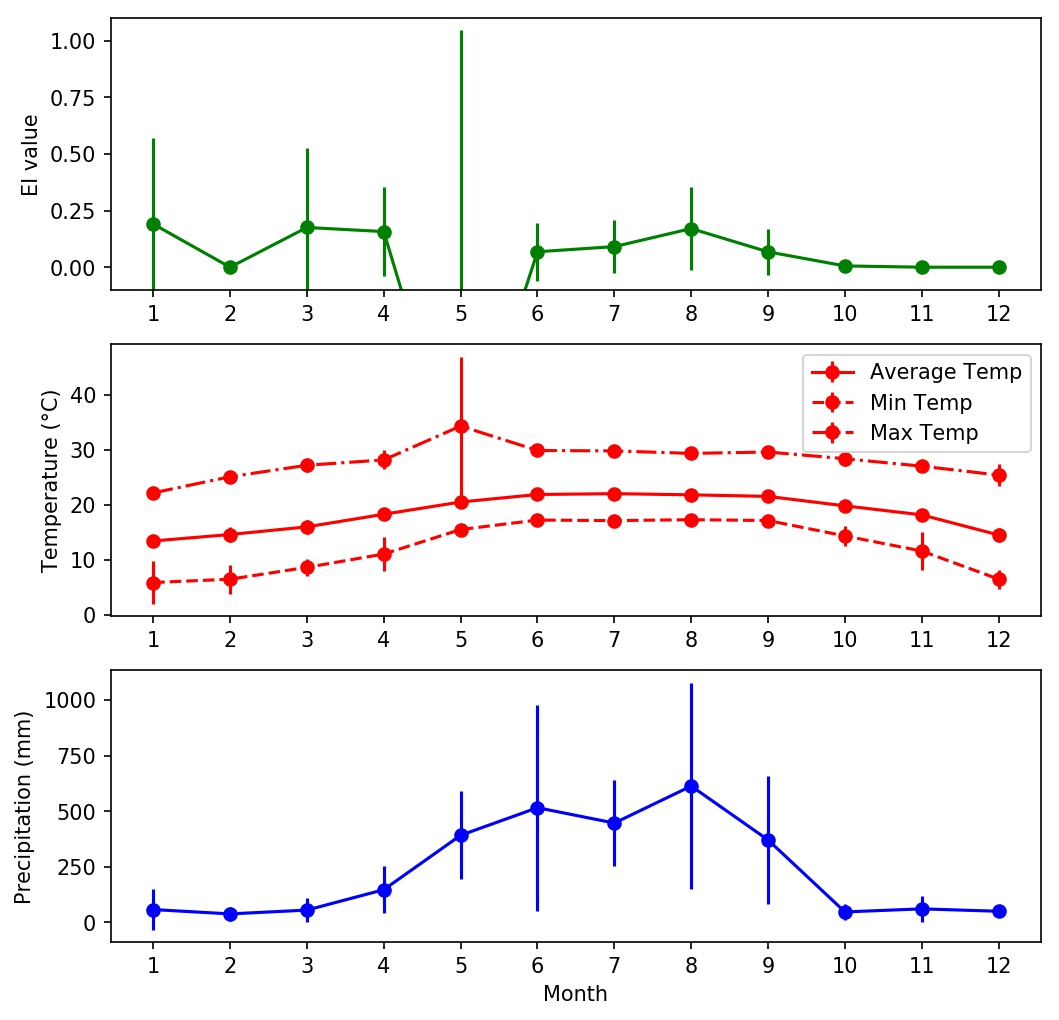 1.00
0.75
0.50
0.25
0.00
EI value
1 2 3 4 5 6 7 8 9 10 11 12
40
30
20
10
0
Temperature (°C)
Average Temp
Min Temp
Max Temp
1 2 3 4 5 6 7 8 9 10 11 12
1000
750
500
250
0
Precipitation (mm)
1 2 3 4 5 6 7 8 9 10 11 12
Month